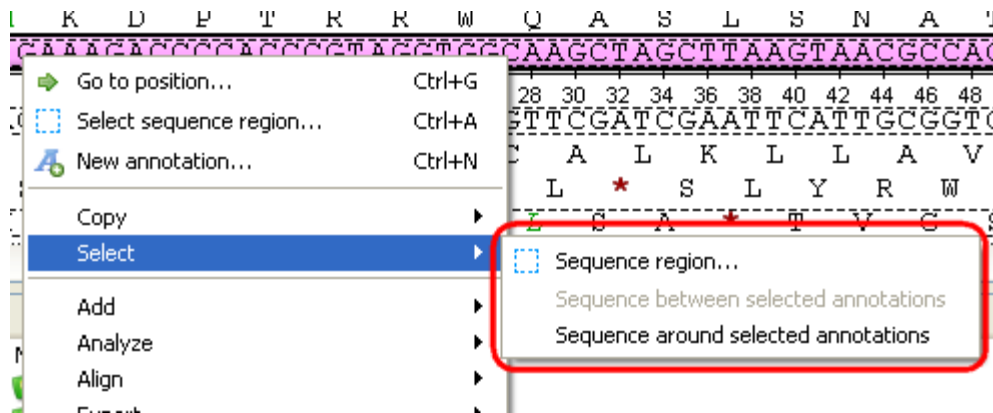 K D P T R R W Q A S L S N A
GAAAGACCCCACCCGTAGGTGGCAAGCTAGCTTAAGTAACGCCAC
28 30 32 34 36 38 40 42 44 46 48
GTTCGATCGAATTCATTGCGGTG
C A L K L L A V
L * S L Y R W
L S A * T V G S
Go to position... Ctrl+G
Select sequence region... Ctrl+A
New annotation... Ctrl+N
Copy
Select
Sequence region...
Sequence between selected annotations
Sequence around selected annotations
Add
Analyze
Align
Export